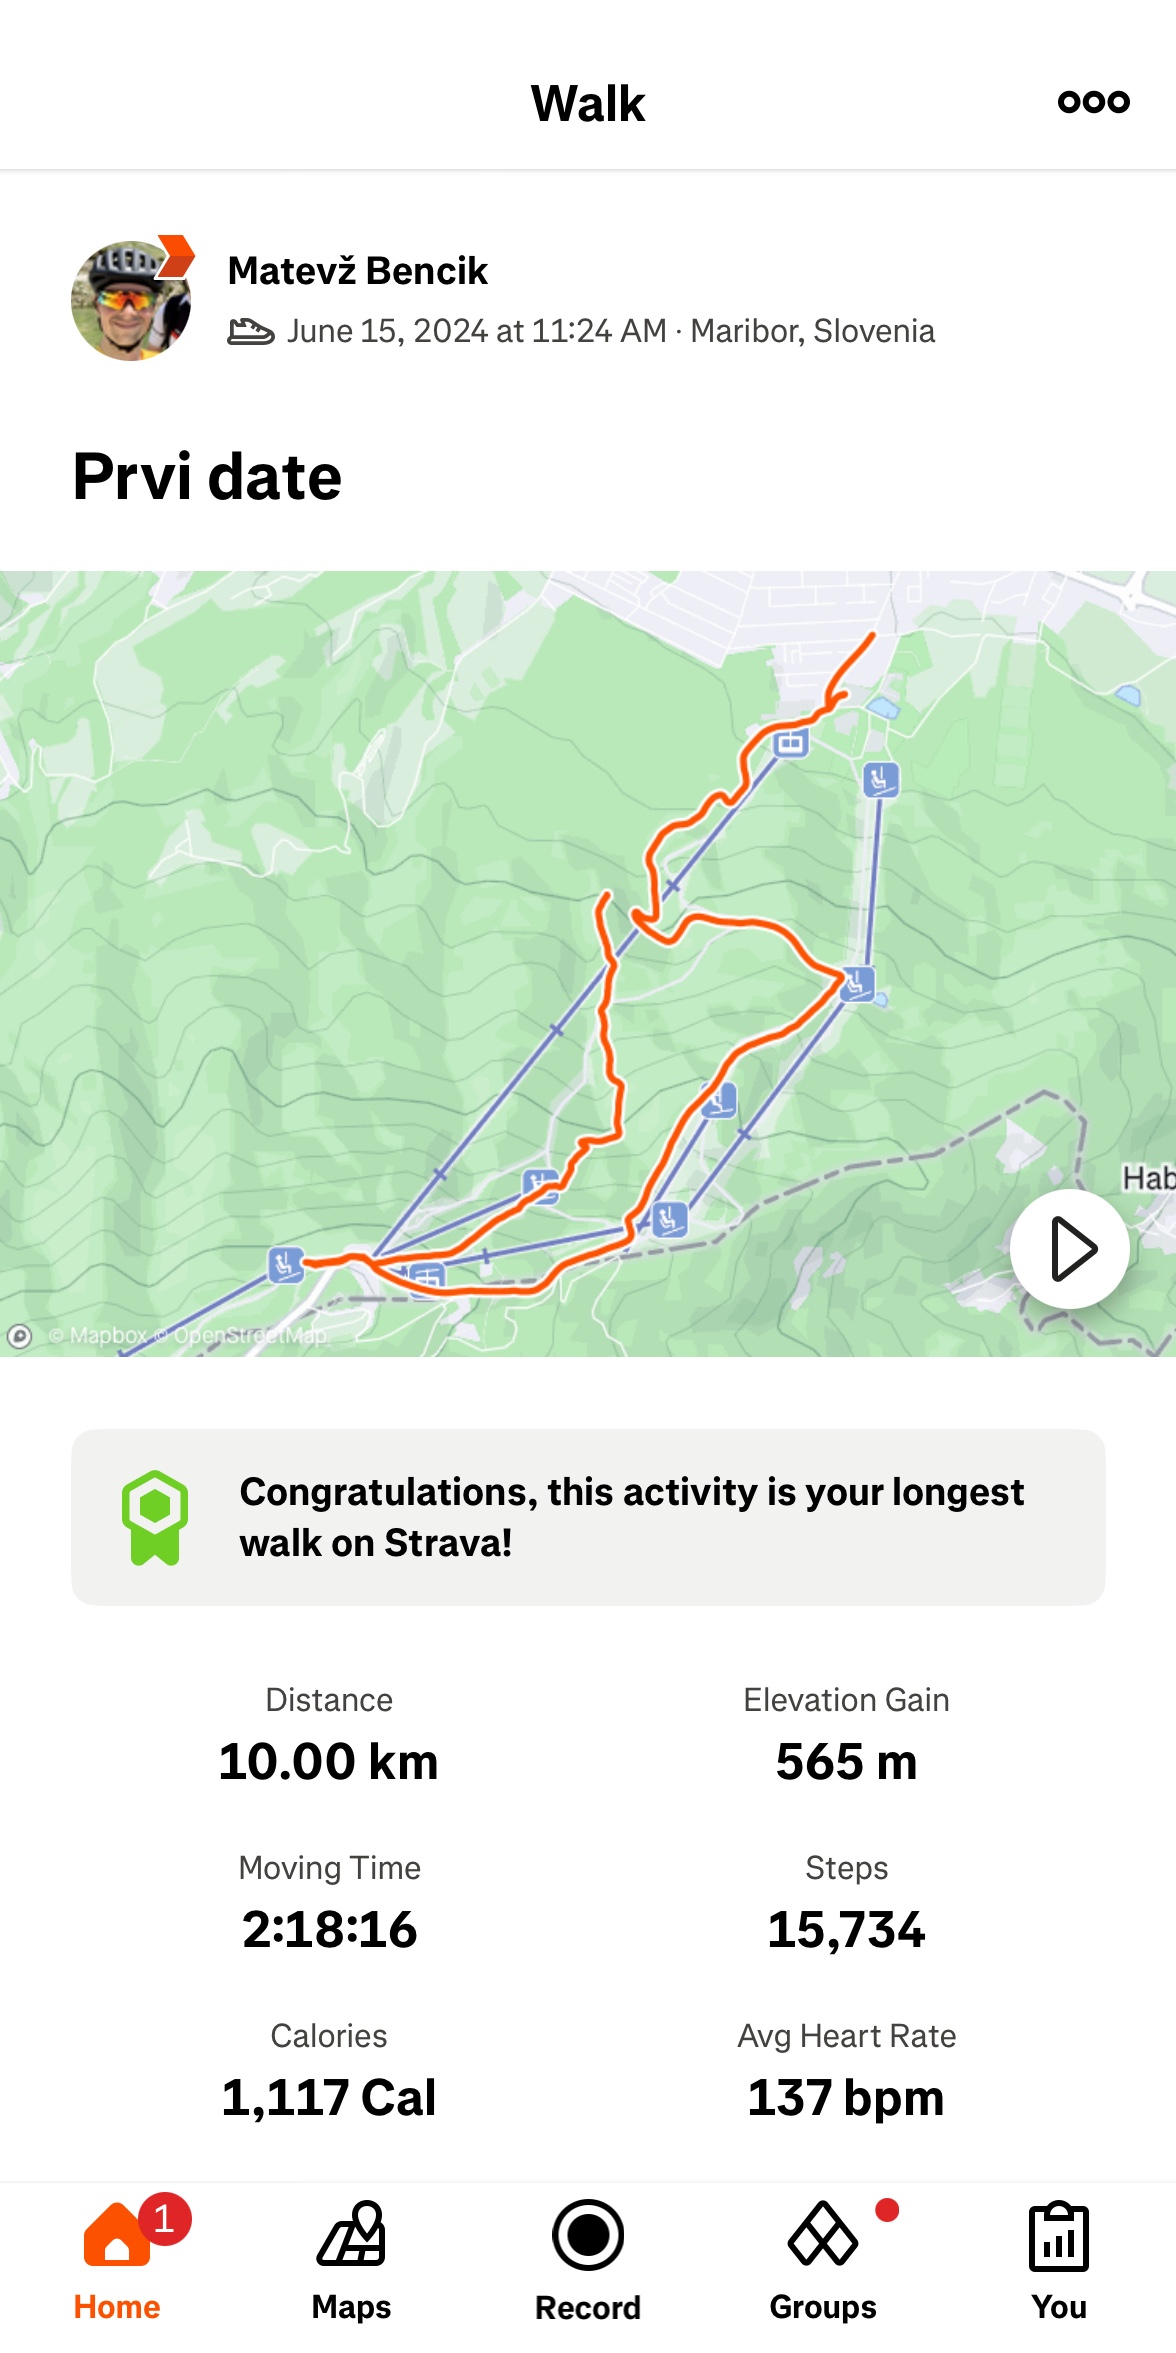 Walk
Matevž Bencik
June 15, 2024 at 11:24 AM · Maribor, Slovenia
Prvi date
Hab
© Mapbox © OpenStreetMap
Congratulations, this activity is your longest
walk on Strava!
Distance
Elevation Gain
10.00 km
565 m
Moving Time
Steps
2:18:16
15,734
Calories
Avg Heart Rate
1,117 Cal
137 bpm
1
Home
Maps
Record
Groups
You